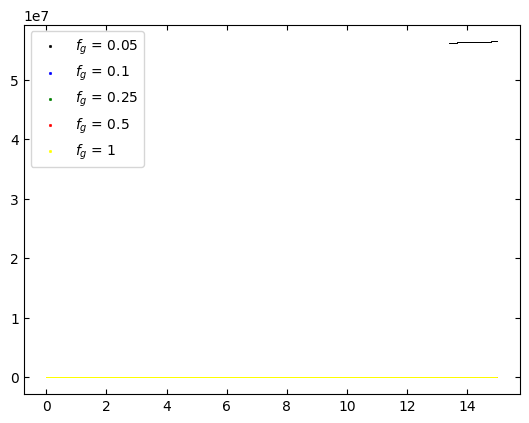 1e7
f_g = 0.05
f_g = 0.1
f_g = 0.25
f_g = 0.5
f_g = 1
5
4
3
2
1
0
0 2 4 6 8 10 12 14